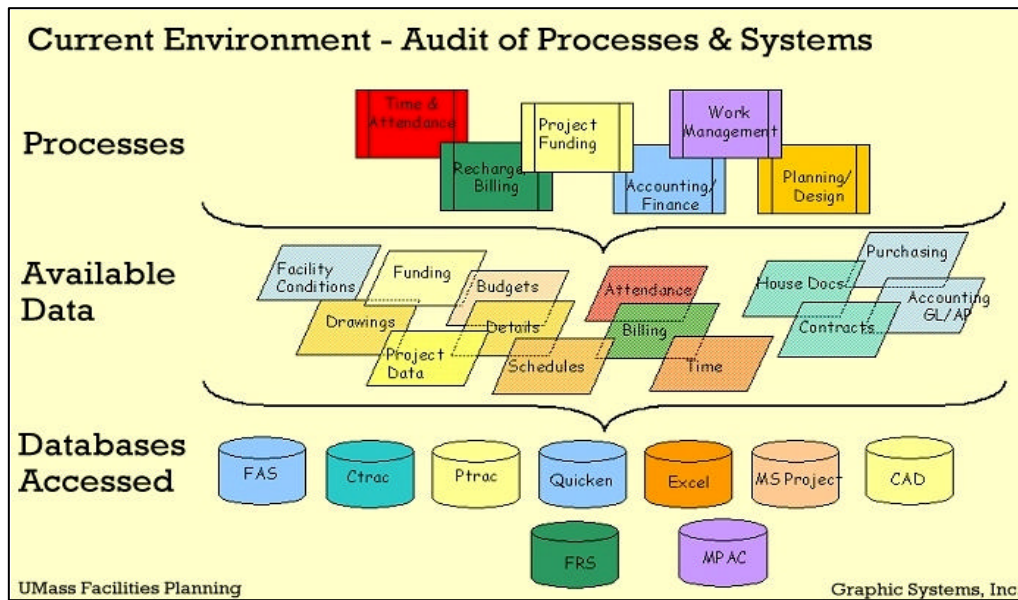 Current Environment - Audit of Processes & Systems
Processes
Time &
Attendance
Recharge/
Billing
Project
Funding
Accounting/
Finance
Work
Management
Planning/
Design
Available
Data
Facility
Conditions
Funding
Budgets
Attendance
House Docs
Purchasing
Drawings
Details
Billing
Contracts
Accounting
GL/AP
Project
Data
Schedules
Time
Databases
Accessed
FAS
Ctrac
Ptrac
Quicken
Excel
MS Project
CAD
FRS
MPAC
UMass Facilities Planning
Graphic Systems, Inc